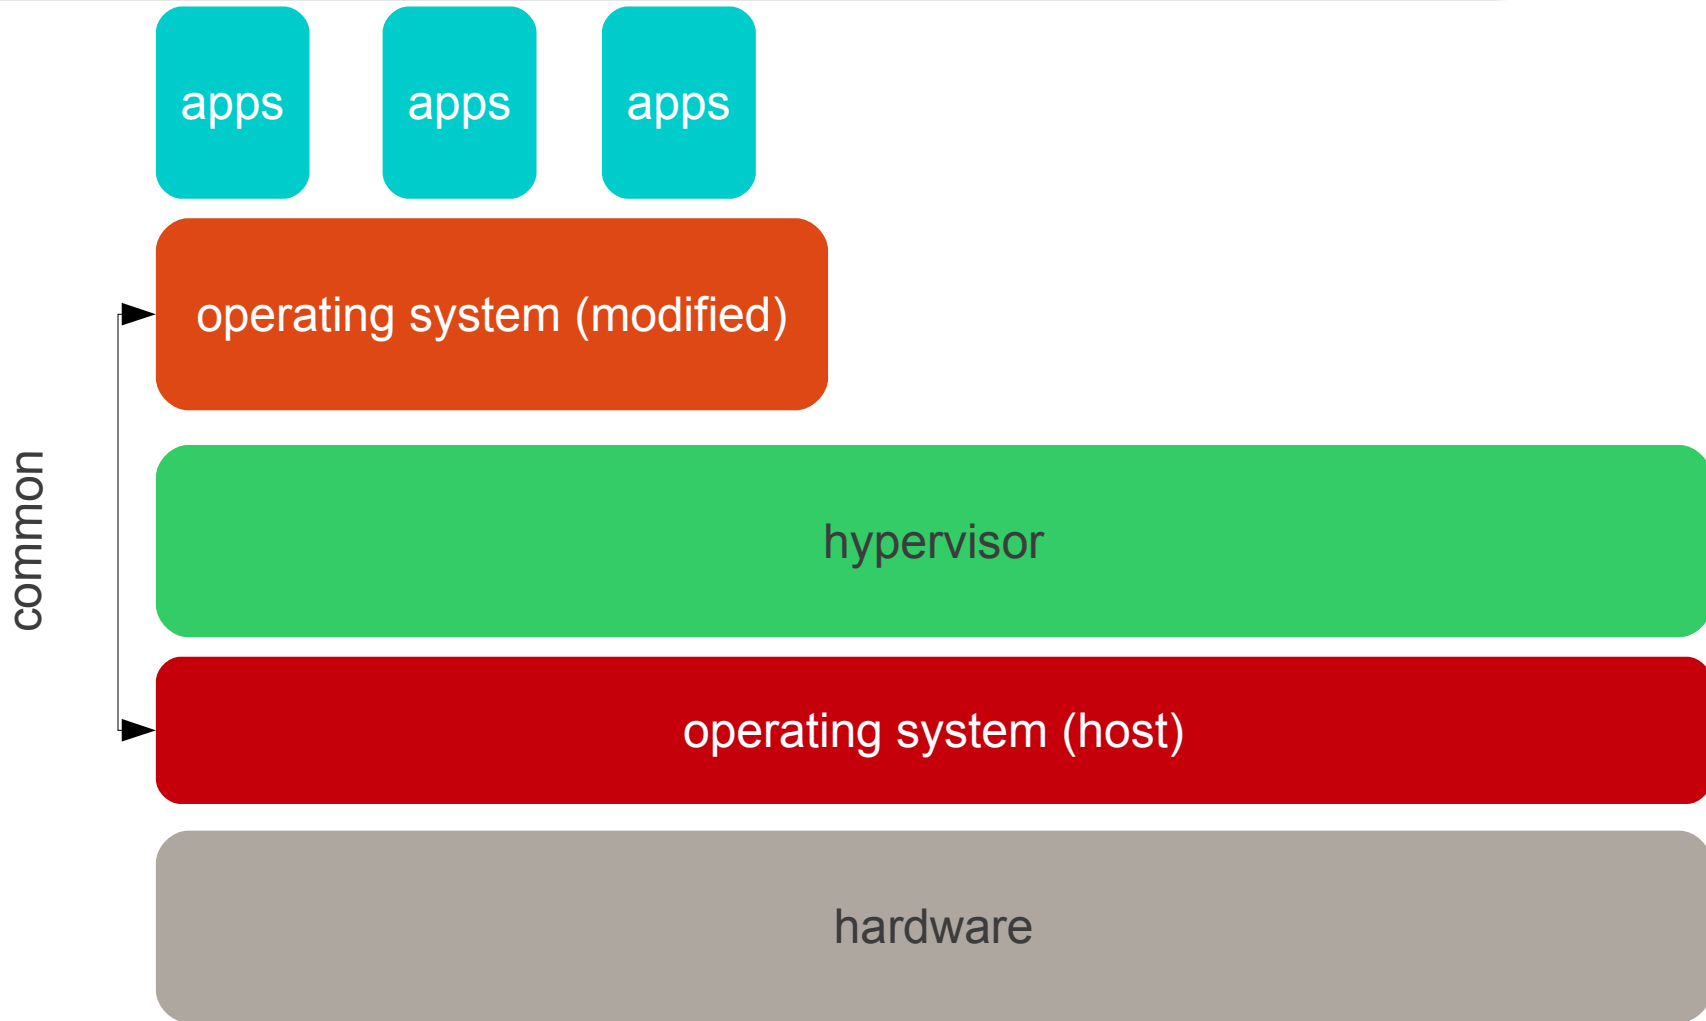 apps
apps
apps
operating system (modified)
common
hypervisor
operating system (host)
hardware